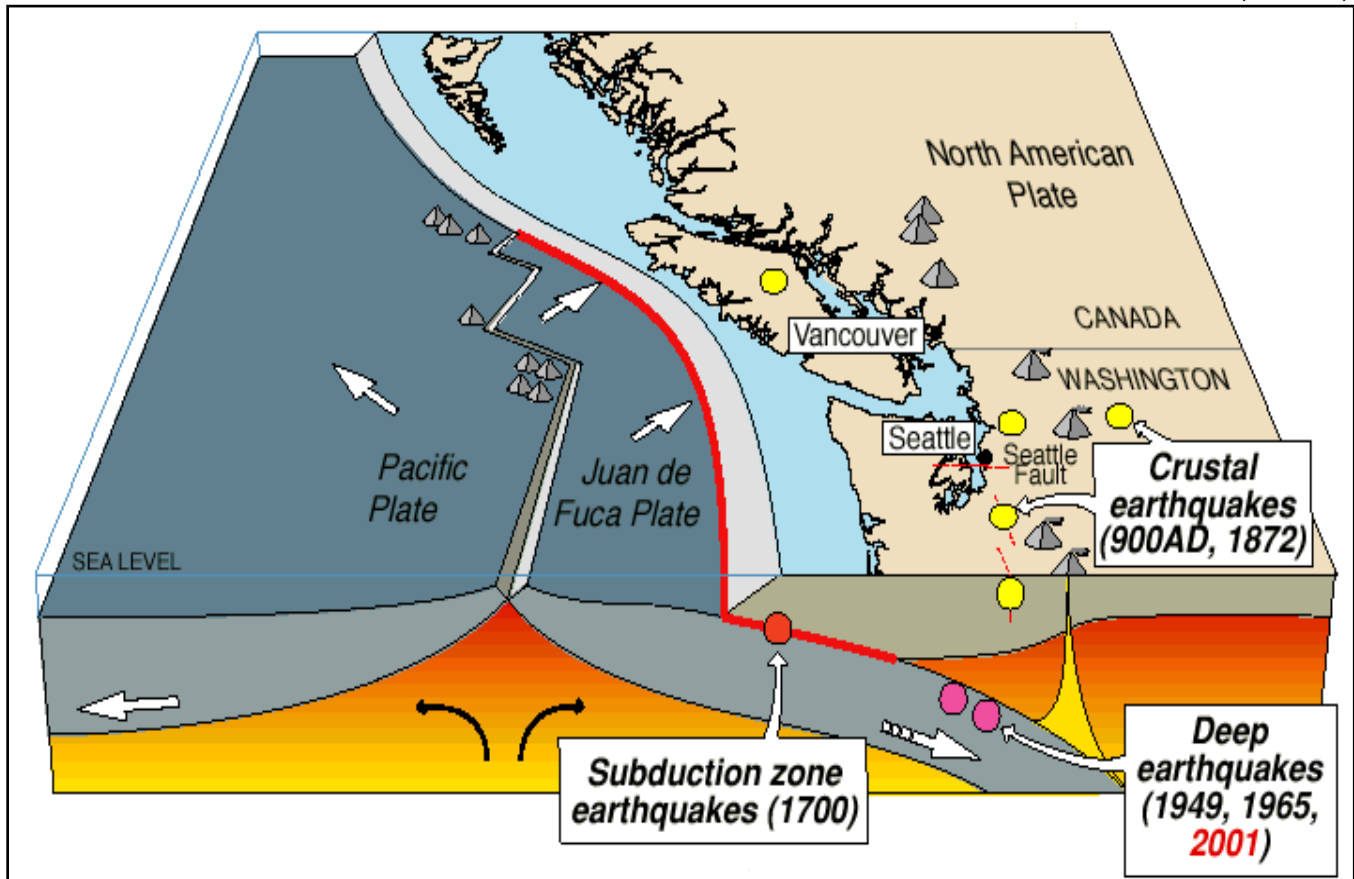 North American
Plate
CANADA
Vancouver
WASHINGTON
Seattle
Seattle
Fault
Pacific
Plate
Juan de
Fuca Plate
Crustal
earthquakes
(900AD, 1872)
SEA LEVEL
Subduction zone
earthquakes (1700)
Deep
earthquakes
(1949, 1965,
2001)